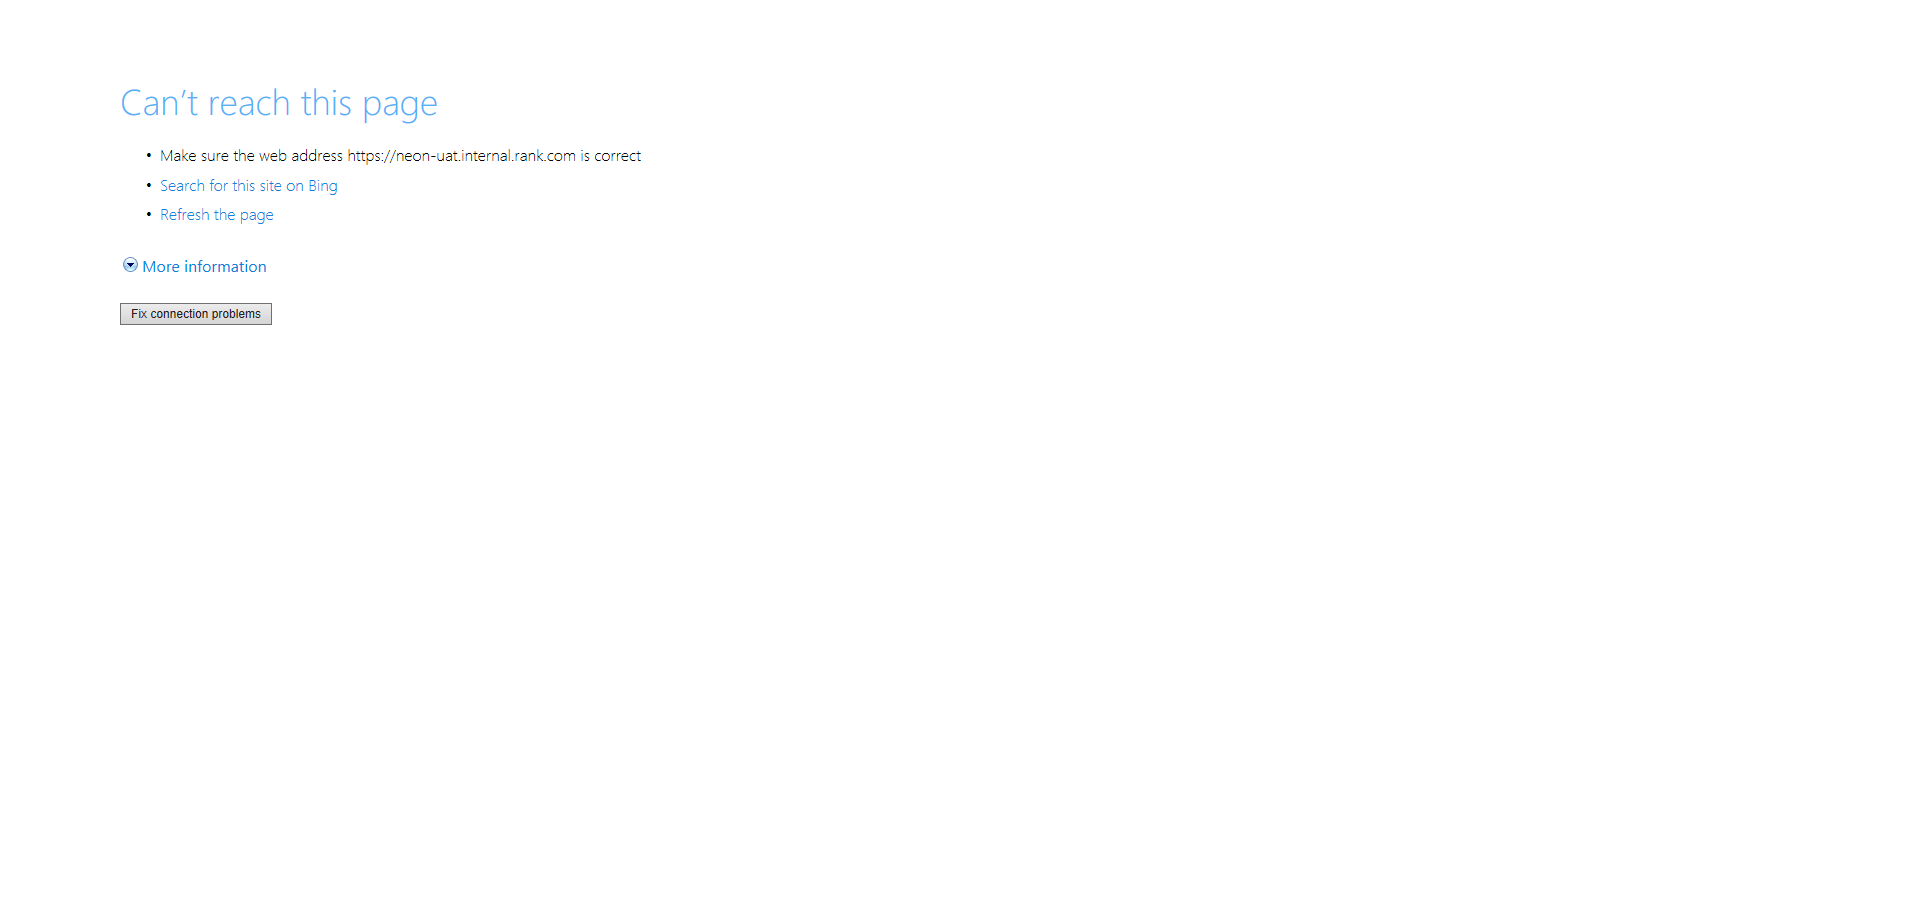 Can’t reach this page
• Make sure the web address https://neon-uat.internal.rank.com is correct
• Search for this site on Bing
• Refresh the page
More information
Fix connection problems